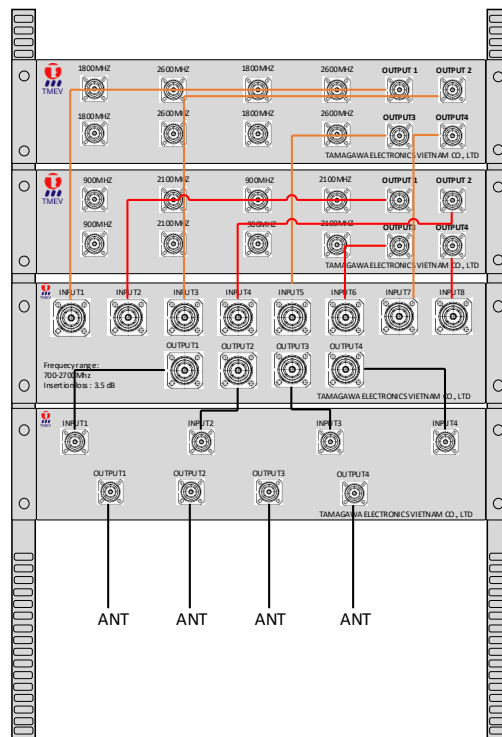 1800MHZ 2600MHZ 1800MHZ 2600MHZ OUTPUT 1 OUTPUT 2
TMEV
1800MHZ 2600MHZ 1800MHZ 2600MHZ OUTPUT3 OUTPUT4
TAMAGAWA ELECTRONICS VIETNAM CO., LTD
900MHZ 2100MHZ 900MHZ 2100MHZ OUTPUT 1 OUTPUT 2
TMEV
900MHZ 2100MHZ 900MHZ 2100MHZ OUTPUT3 OUTPUT4
TAMAGAWA ELECTRONICS VIETNAM CO., LTD
TMEV
INPUT1 INPUT2 INPUT3 INPUT4 INPUT5 INPUT6 INPUT7 INPUT8
OUTPUT1 OUTPUT2 OUTPUT3 OUTPUT4
Frequecy range:
700-2700Mhz
Insertion loss : 3.5 dB
TAMAGAWA ELECTRONICS VIETNAM CO., LTD
TMEV
INPUT1 INPUT2 INPUT3 INPUT4
OUTPUT1 OUTPUT2 OUTPUT3 OUTPUT4
TAMAGAWA ELECTRONICS VIETNAM CO., LTD
ANT ANT ANT ANT